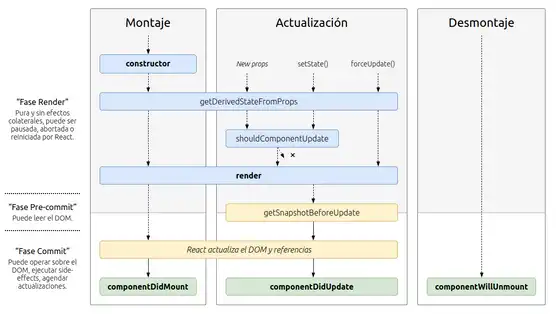 Montaje
Actualización
Desmontaje
constructor
New props
setState()
forceUpdate()
"Fase Render"
Pura y sin efectos
colaterales, puede ser
pausada, abortada o
reiniciada por React.
getDerivedStateFromProps
shouldComponentUpdate
×
render
"Fase Pre-commit"
Puede leer el DOM.
getSnapshotBeforeUpdate
"Fase Commit"
Puede operar sobre el
DOM, ejecutar side-
effects, agendar
actualizaciones.
React actualiza el DOM y referencias
componentDidMount
componentDidUpdate
componentWillUnmount